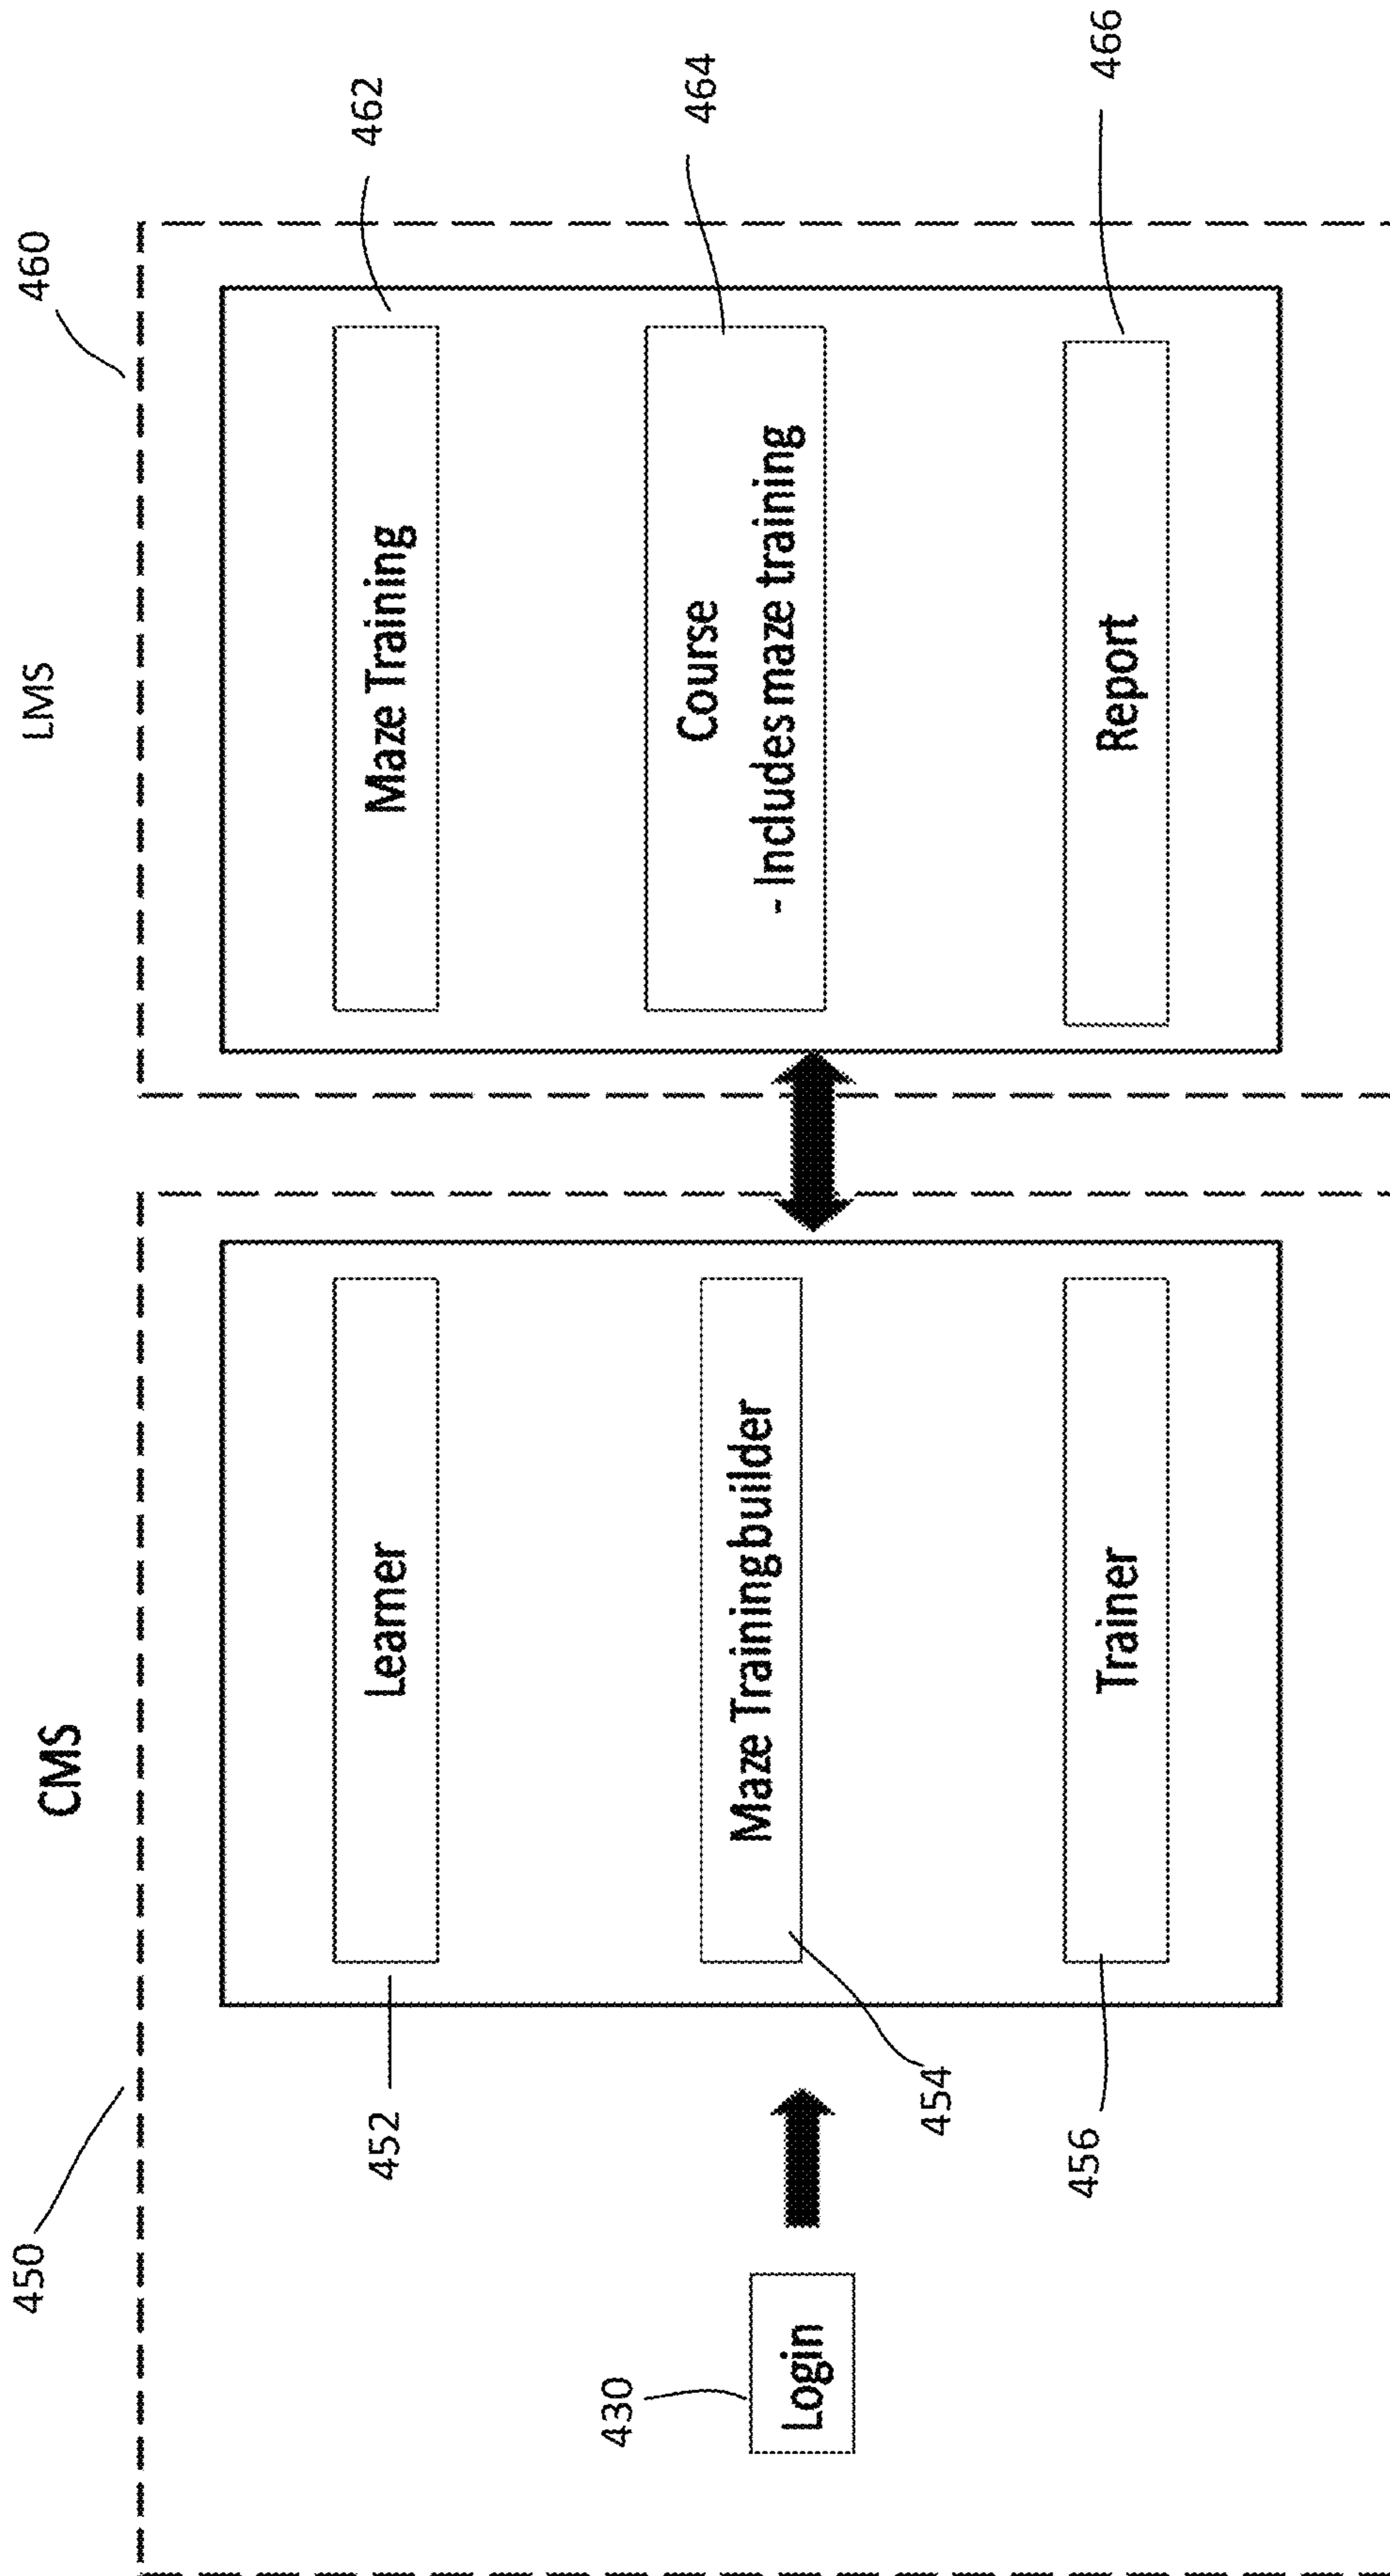 CMS
LMS
450
460
452
Learner
Maze Training
462
430
Login
454
Maze Trainingbuilder
Course
- Includes maze training
464
456
Trainer
Report
466